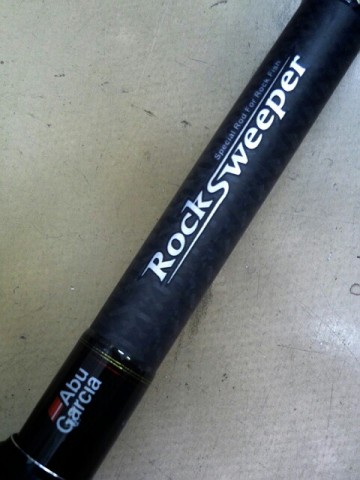 Special Rod For Rock Fish
RockSweeper
Abu
Garcia